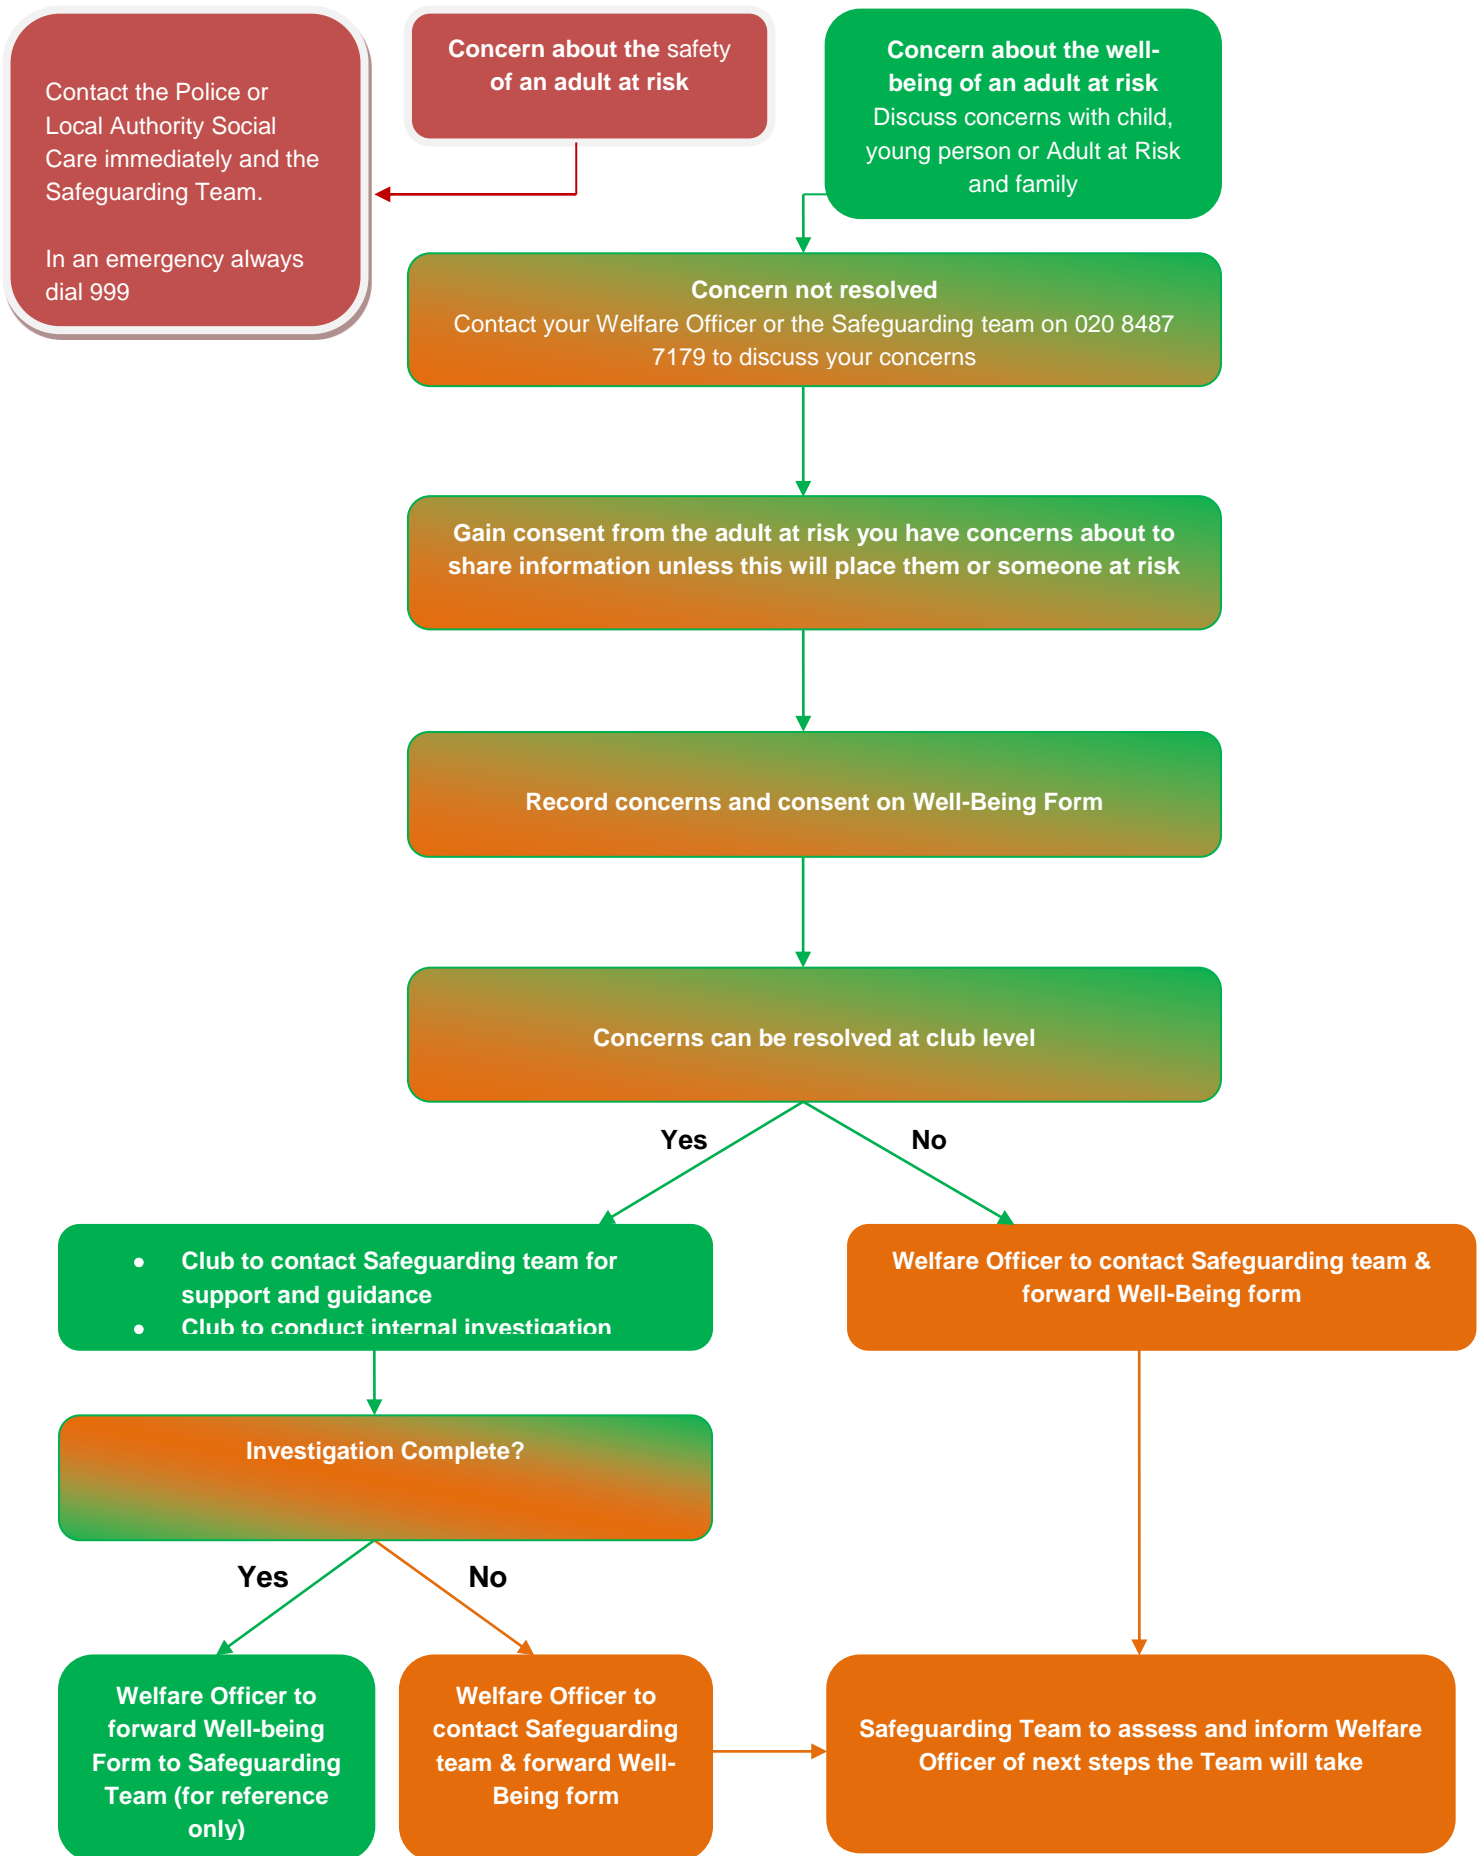 Contact the Police or
Local Authority Social
Care immediately and the
Safeguarding Team.
In an emergency always
dial 999
Concern about the safety
of an adult at risk
Concern about the well-
being of an adult at risk
Discuss concerns with child,
young person or Adult at Risk
and family
Concern not resolved
Contact your Welfare Officer or the Safeguarding team on 020 8487
7179 to discuss your concerns
Gain consent from the adult at risk you have concerns about to
share information unless this will place them or someone at risk
Record concerns and consent on Well-Being Form
Concerns can be resolved at club level
Yes
No
● Club to contact Safeguarding team for
support and guidance
● Club to conduct internal investigation
Welfare Officer to contact Safeguarding team &
forward Well-Being form
Investigation Complete?
Yes
No
Welfare Officer to
forward Well-being
Form to Safeguarding
Team (for reference
only)
Welfare Officer to
contact Safeguarding
team & forward Well-
Being form
Safeguarding Team to assess and inform Welfare
Officer of next steps the Team will take